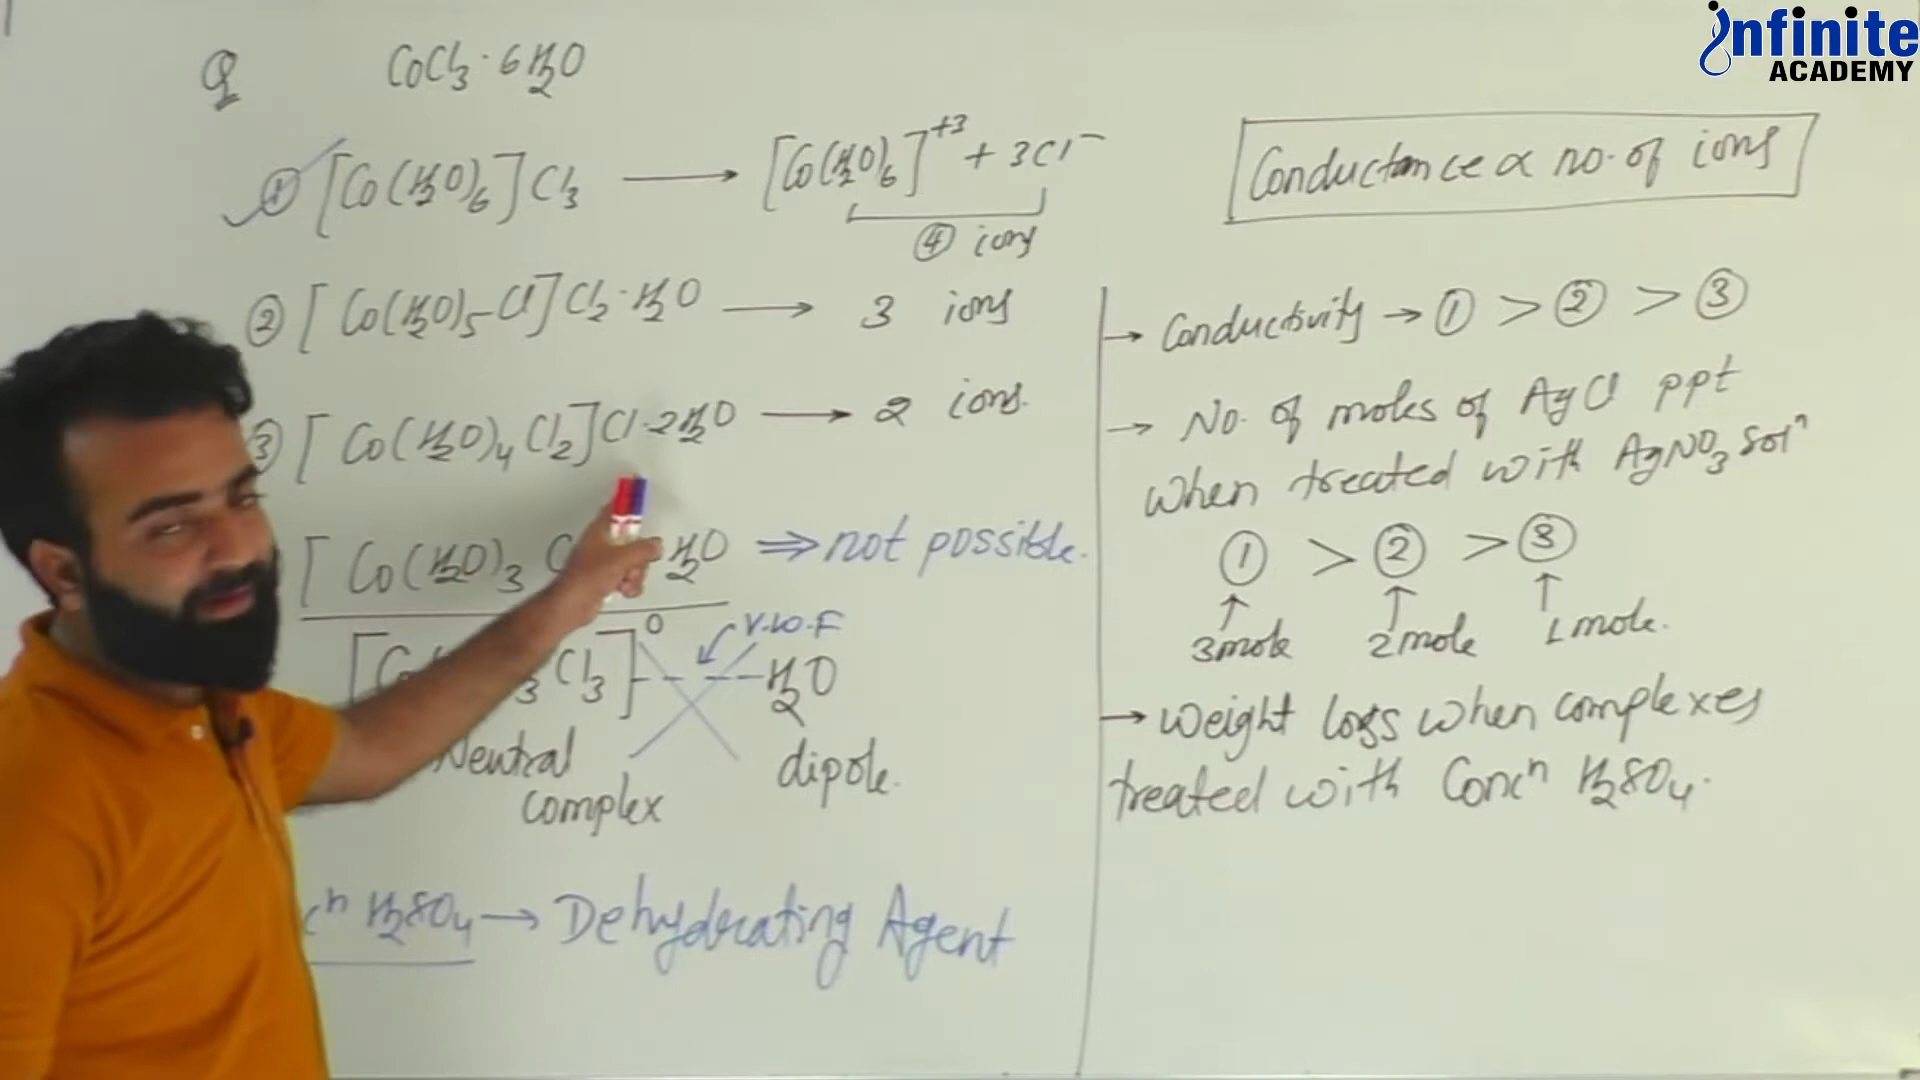 Infinite
ACADEMY
Q CoCl3·6H2O
① [Co(H2O)6]Cl3 → [Co(H2O)6]+3 + 3Cl−
④ ions
② [Co(H2O)5Cl]Cl2·H2O → 3 ions
③ [Co(H2O)4Cl2]Cl·2H2O → 2 ions.
[Co(H2O)3 H2O ⇒ not possible.
3 Cl3]0 --- H2O
V.W.F
Neutral
complex
dipole.
H2SO4 → Dehydrating Agent
Conductance ∝ no. of ions
→ Conductivity → ① > ② > ③
→ No. of moles of AgCl ppt
When treated with AgNO3 soln
① > ② > ③
↑ ↑ ↑
3mole 2mole 1mole.
→ Weight loss when complexes
treated with Concn H2SO4.